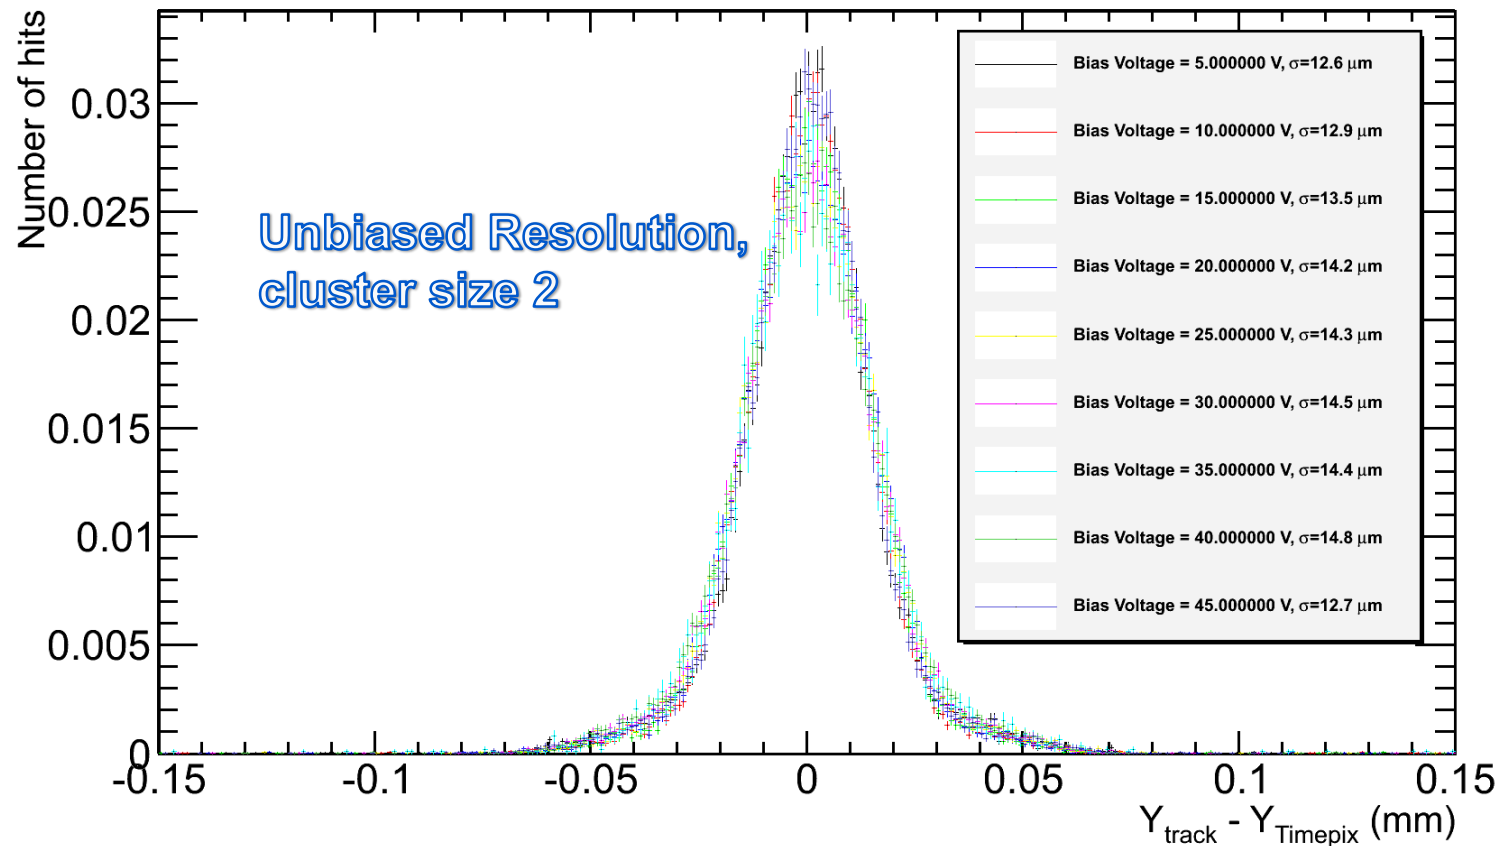 Number of hits
0.03
0.025
0.02
0.015
0.01
0.005
0
Unbiased Resolution,
cluster size 2
Bias Voltage = 5.000000 V, σ=12.6 μm
Bias Voltage = 10.000000 V, σ=12.9 μm
Bias Voltage = 15.000000 V, σ=13.5 μm
Bias Voltage = 20.000000 V, σ=14.2 μm
Bias Voltage = 25.000000 V, σ=14.3 μm
Bias Voltage = 30.000000 V, σ=14.5 μm
Bias Voltage = 35.000000 V, σ=14.4 μm
Bias Voltage = 40.000000 V, σ=14.8 μm
Bias Voltage = 45.000000 V, σ=12.7 μm
-0.15 -0.1 -0.05 0 0.05 0.1 0.15
Ytrack - YTimepix (mm)